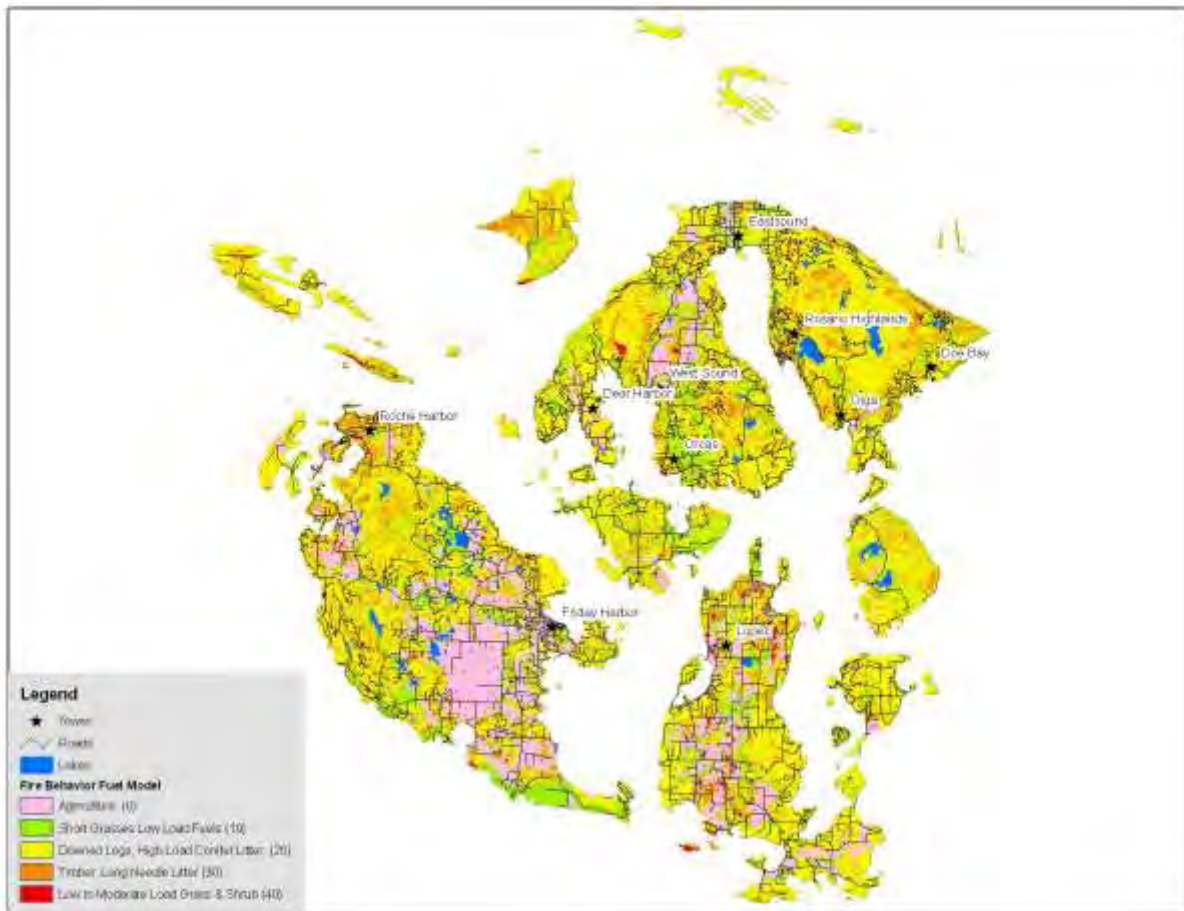 Eastsound
Rosario Highlands
Doe Bay
West Sound
Deer Harbor
Olga
Roche Harbor
Orcas
Friday Harbor
Lopez
Legend
Towns
Roads
Lakes
Fire Behavior Fuel Model
Agriculture (0)
Short Grasses Low Load Fuels (10)
Downed Logs, High Load Conifer Litter (20)
Timber, Long Needle Litter (30)
Low to Moderate Load Grass & Shrub (40)